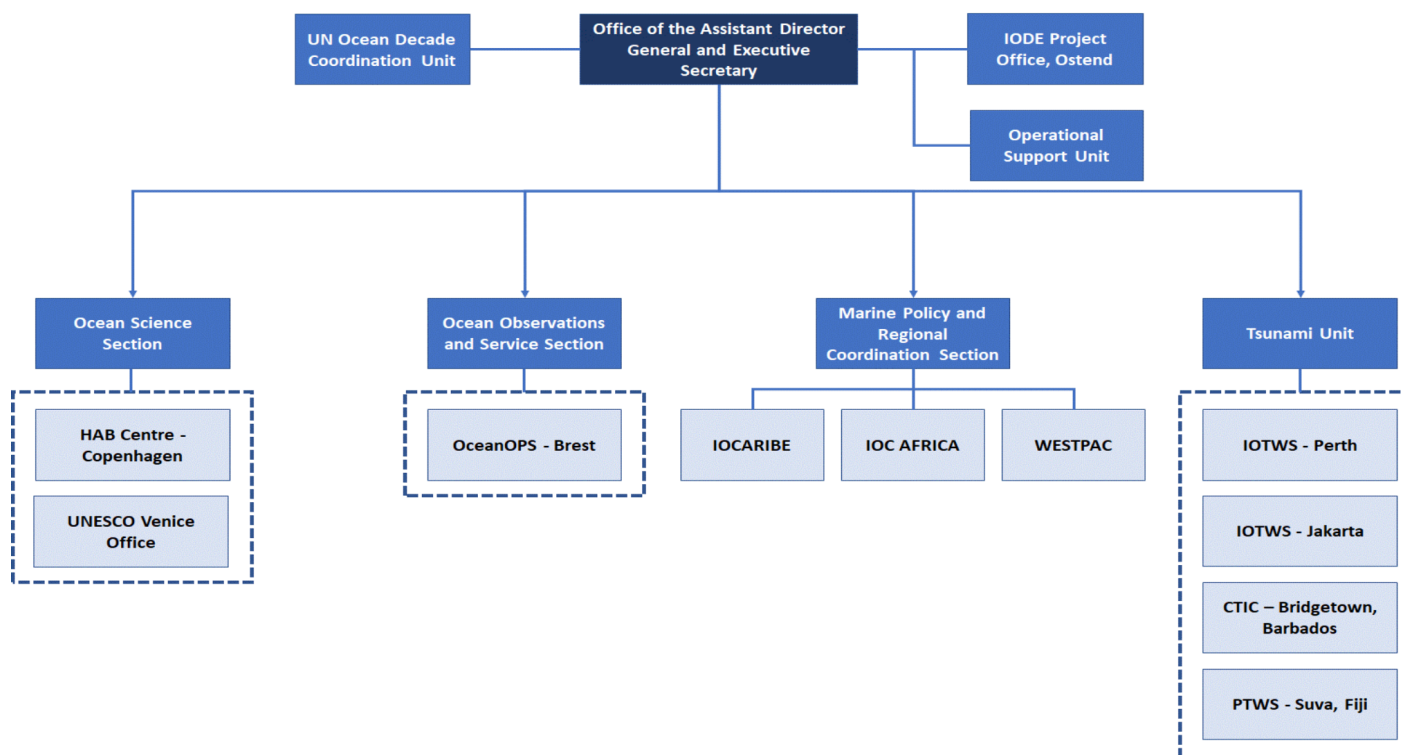 UN Ocean Decade
Coordination Unit
Office of the Assistant Director
General and Executive
Secretary
IODE Project
Office, Ostend
Operational
Support Unit
Ocean Science
Section
Ocean Observations
and Service Section
Marine Policy and
Regional
Coordination Section
Tsunami Unit
HAB Centre -
Copenhagen
UNESCO Venice
Office
OceanOPS - Brest
IOCARIBE
IOC AFRICA
WESTPAC
IOTWS - Perth
IOTWS - Jakarta
CTIC – Bridgetown,
Barbados
PTWS - Suva, Fiji